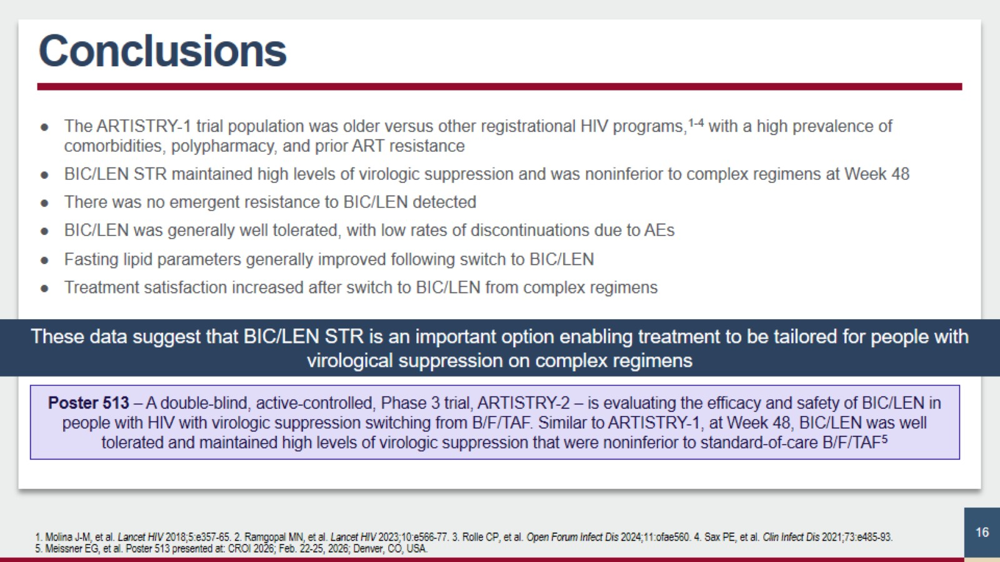 Conclusions
● The ARTISTRY-1 trial population was older versus other registrational HIV programs,1-4 with a high prevalence of
comorbidities, polypharmacy, and prior ART resistance
● BIC/LEN STR maintained high levels of virologic suppression and was noninferior to complex regimens at Week 48
● There was no emergent resistance to BIC/LEN detected
● BIC/LEN was generally well tolerated, with low rates of discontinuations due to AEs
● Fasting lipid parameters generally improved following switch to BIC/LEN
● Treatment satisfaction increased after switch to BIC/LEN from complex regimens
These data suggest that BIC/LEN STR is an important option enabling treatment to be tailored for people with
virological suppression on complex regimens
Poster 513 – A double-blind, active-controlled, Phase 3 trial, ARTISTRY-2 – is evaluating the efficacy and safety of BIC/LEN in
people with HIV with virologic suppression switching from B/F/TAF. Similar to ARTISTRY-1, at Week 48, BIC/LEN was well
tolerated and maintained high levels of virologic suppression that were noninferior to standard-of-care B/F/TAF5
1. Molina J-M, et al. Lancet HIV 2018;5:e357-65. 2. Ramgopal MN, et al. Lancet HIV 2023;10:e566-77. 3. Rolle CP, et al. Open Forum Infect Dis 2024;11:ofae560. 4. Sax PE, et al. Clin Infect Dis 2021;73:e485-93.
5. Meissner EG, et al. Poster 513 presented at: CROI 2026; Feb. 22-25, 2026; Denver, CO, USA.
16